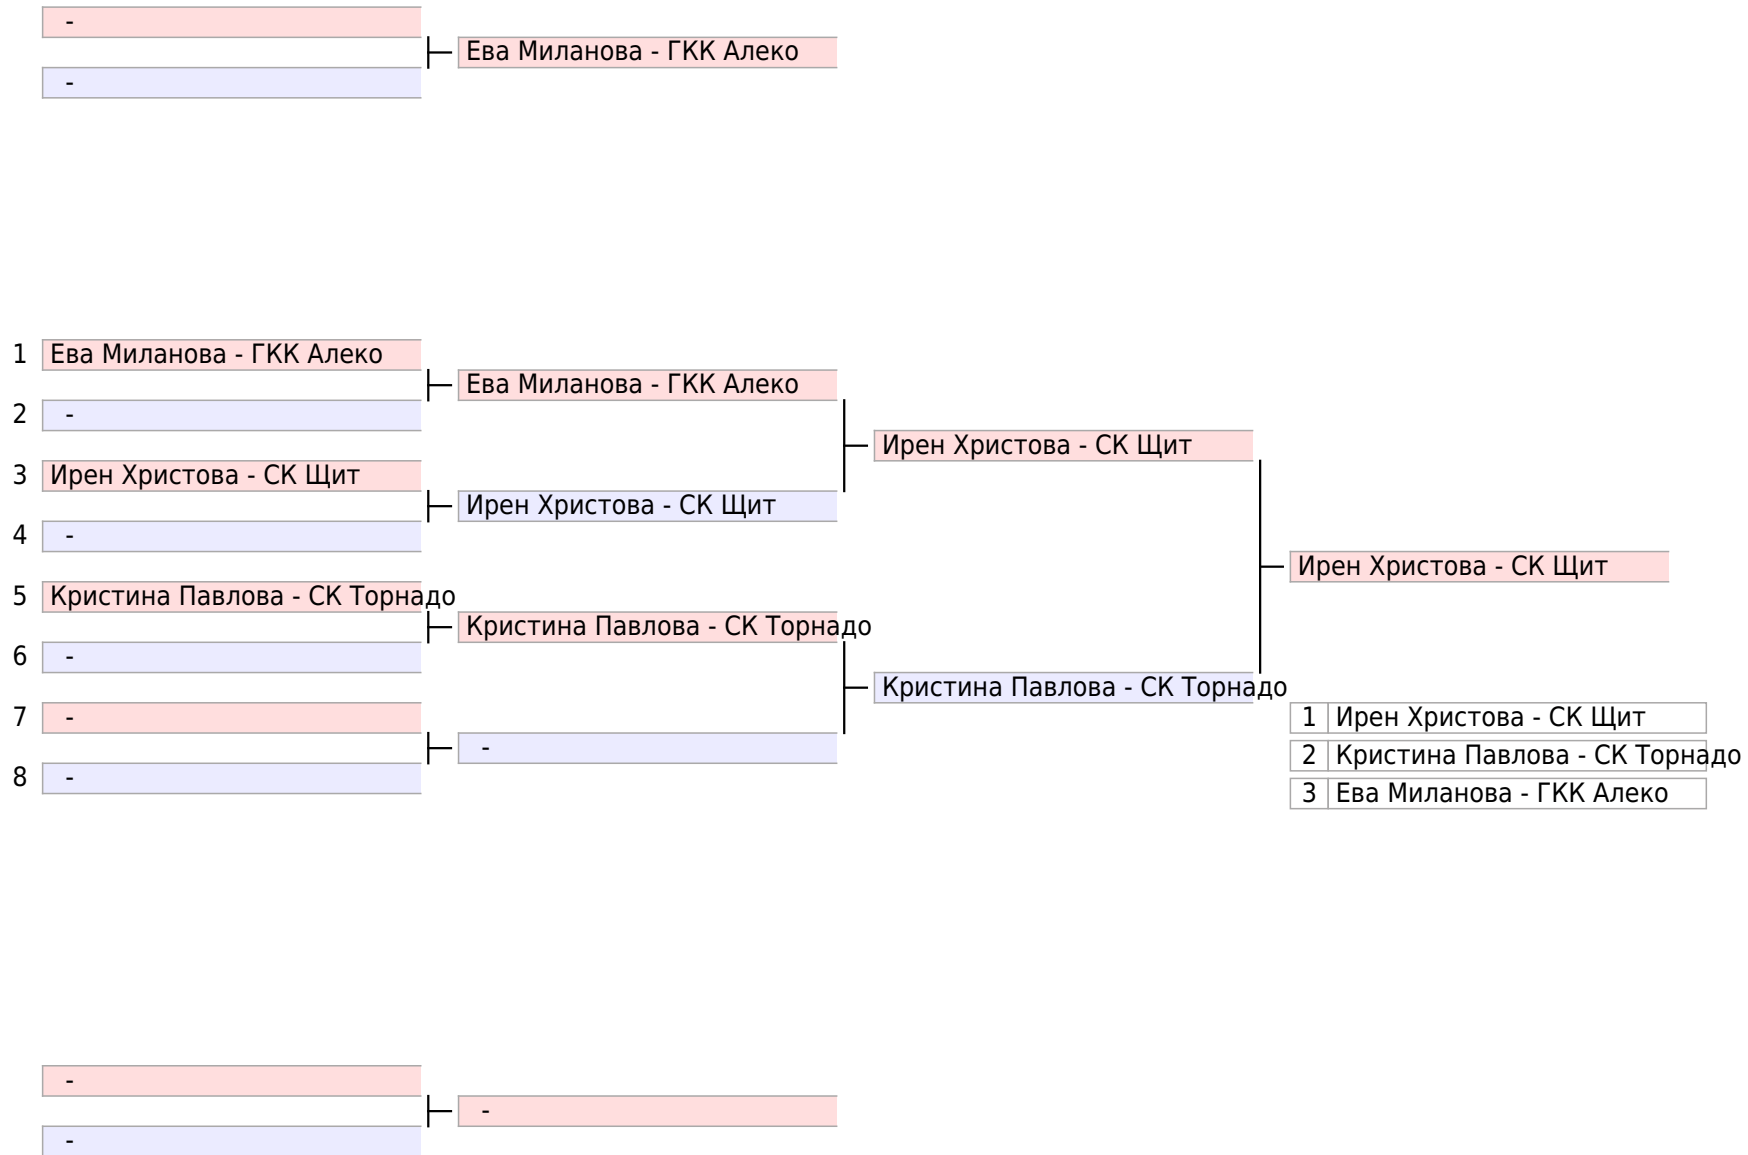 -
Ева Миланова - ГКК Алеко
-
1 Ева Миланова - ГКК Алеко
Ева Миланова - ГКК Алеко
2 -
Ирен Христова - СК Щит
3 Ирен Христова - СК Щит
Ирен Христова - СК Щит
4 -
Ирен Христова - СК Щит
5 Кристина Павлова - СК Торнадо
Кристина Павлова - СК Торнадо
6 -
Кристина Павлова - СК Торнадо
7 -
1 Ирен Христова - СК Щит
-
2 Кристина Павлова - СК Торнадо
8 -
3 Ева Миланова - ГКК Алеко
-
-
-